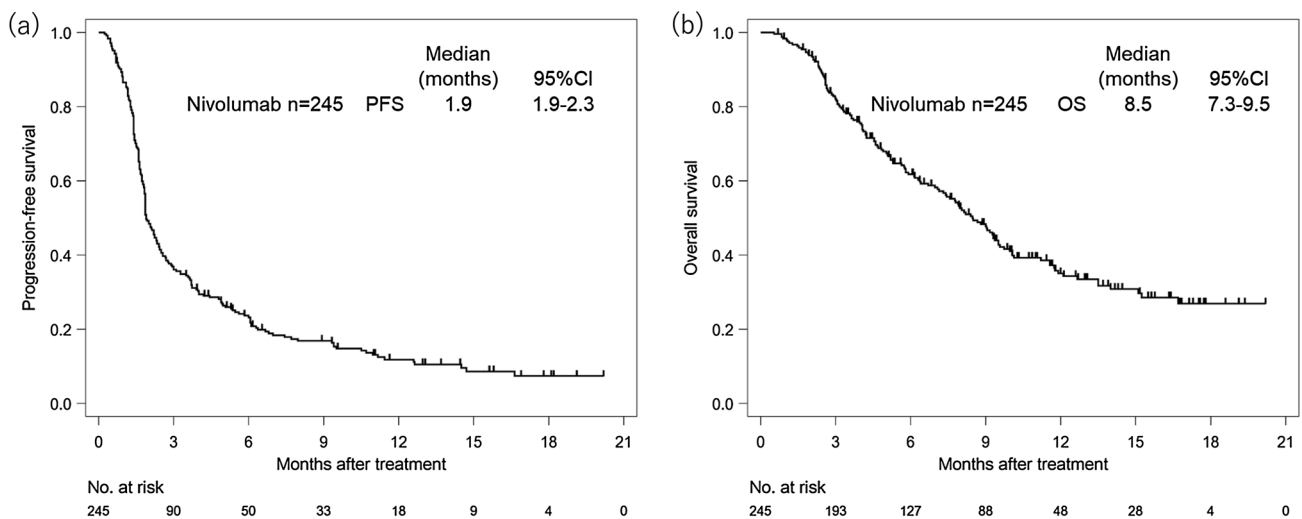 (a)
Median
(months) 95%CI
Nivolumab n=245 PFS 1.9 1.9-2.3
Progression-free survival
1.0
0.8
0.6
0.4
0.2
0.0
0 3 6 9 12 15 18 21
Months after treatment
No. at risk
245 90 50 33 18 9 4 0
(b)
Median
(months) 95%CI
Nivolumab n=245 OS 8.5 7.3-9.5
Overall survival
1.0
0.8
0.6
0.4
0.2
0.0
0 3 6 9 12 15 18 21
Months after treatment
No. at risk
245 193 127 88 48 28 4 0